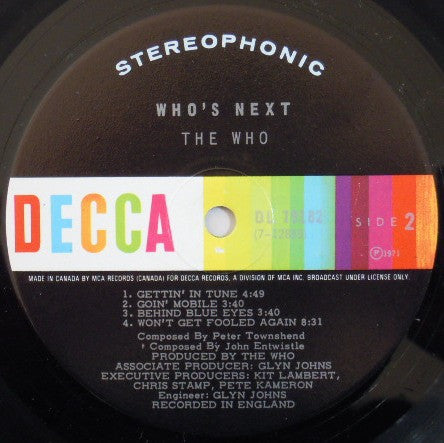 STEREOPHONIC
WHO'S NEXT
THE WHO
DECCA
DL 79182
SIDE 2
℗ 1971
MADE IN CANADA BY MCA RECORDS (CANADA) FOR DECCA RECORDS, A DIVISION OF MCA INC. BROADCAST UNDER LICENSE ONLY.
1. GETTIN' IN TUNE 4:49
2. GOIN' MOBILE 3:40
3. BEHIND BLUE EYES 3:40
4. WON'T GET FOOLED AGAIN 8:31
Composed By Peter Townshend
† Composed By John Entwistle
PRODUCED BY THE WHO
ASSOCIATE PRODUCER: GLYN JOHNS
EXECUTIVE PRODUCERS: KIT LAMBERT,
CHRIS STAMP, PETE KAMERON
Engineer: GLYN JOHNS
RECORDED IN ENGLAND